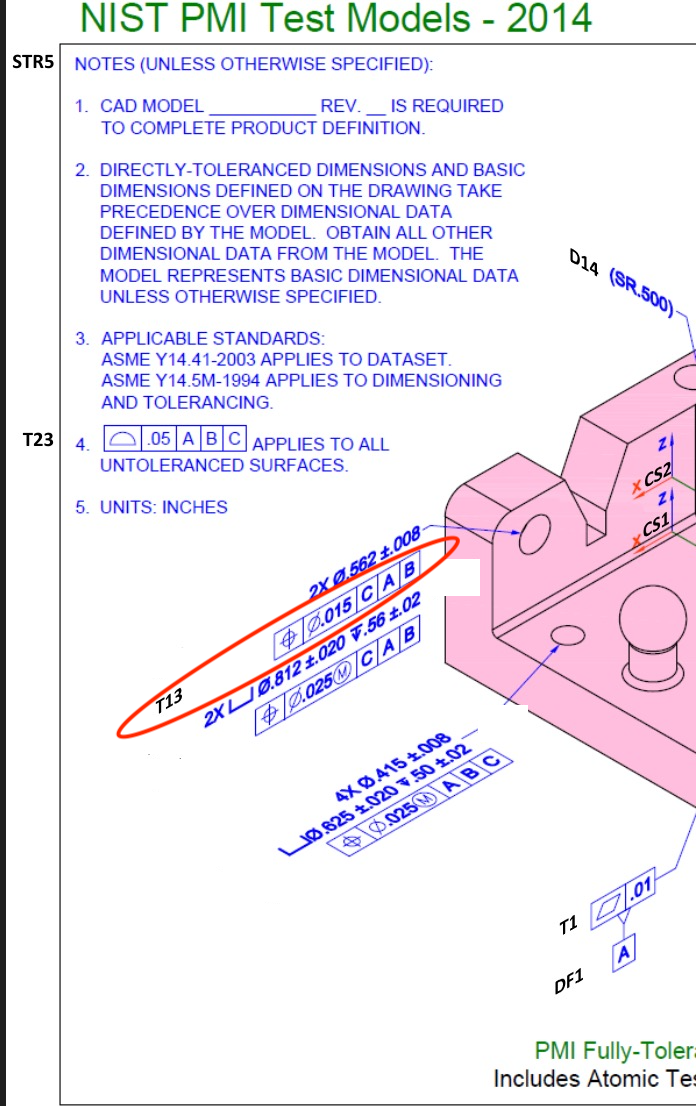 NIST PMI Test Models - 2014
STR5
NOTES (UNLESS OTHERWISE SPECIFIED):
1. CAD MODEL __________ REV. __ IS REQUIRED
TO COMPLETE PRODUCT DEFINITION.
2. DIRECTLY-TOLERANCED DIMENSIONS AND BASIC
DIMENSIONS DEFINED ON THE DRAWING TAKE
PRECEDENCE OVER DIMENSIONAL DATA
DEFINED BY THE MODEL. OBTAIN ALL OTHER
DIMENSIONAL DATA FROM THE MODEL. THE
MODEL REPRESENTS BASIC DIMENSIONAL DATA
UNLESS OTHERWISE SPECIFIED.
D14 (SR.500)
3. APPLICABLE STANDARDS:
ASME Y14.41-2003 APPLIES TO DATASET.
ASME Y14.5M-1994 APPLIES TO DIMENSIONING
AND TOLERANCING.
T23
4. ⌓ .05 A B C APPLIES TO ALL
UNTOLERANCED SURFACES.
5. UNITS: INCHES
Z
X CS2
Z
X CS1
2X Ø.562 ±.008
⌖ Ø.015 C A B
T13
2X ⌴ Ø.812 ±.020 ↧.56 ±.02
⌖ Ø.025Ⓜ C A B
4X Ø.415 ±.008
⌴Ø.625 ±.020 ↧.50 ±.02
⌖ Ø.025Ⓜ A B C
T1 ⏥ .01
A
DF1
PMI Fully-Toler
Includes Atomic Tes